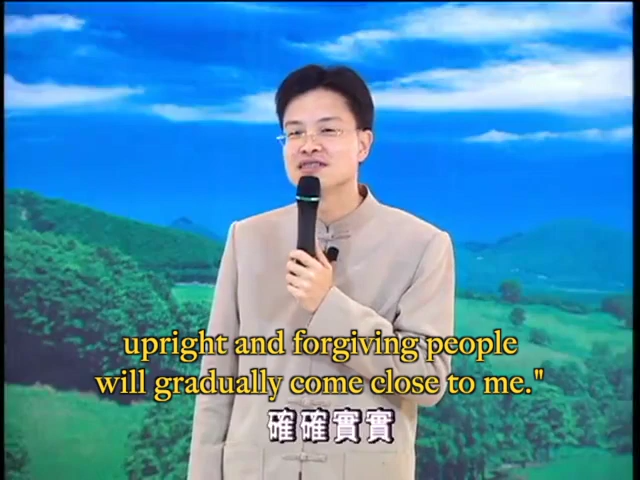 upright and forgiving people
will gradually come close to me."
確確實實